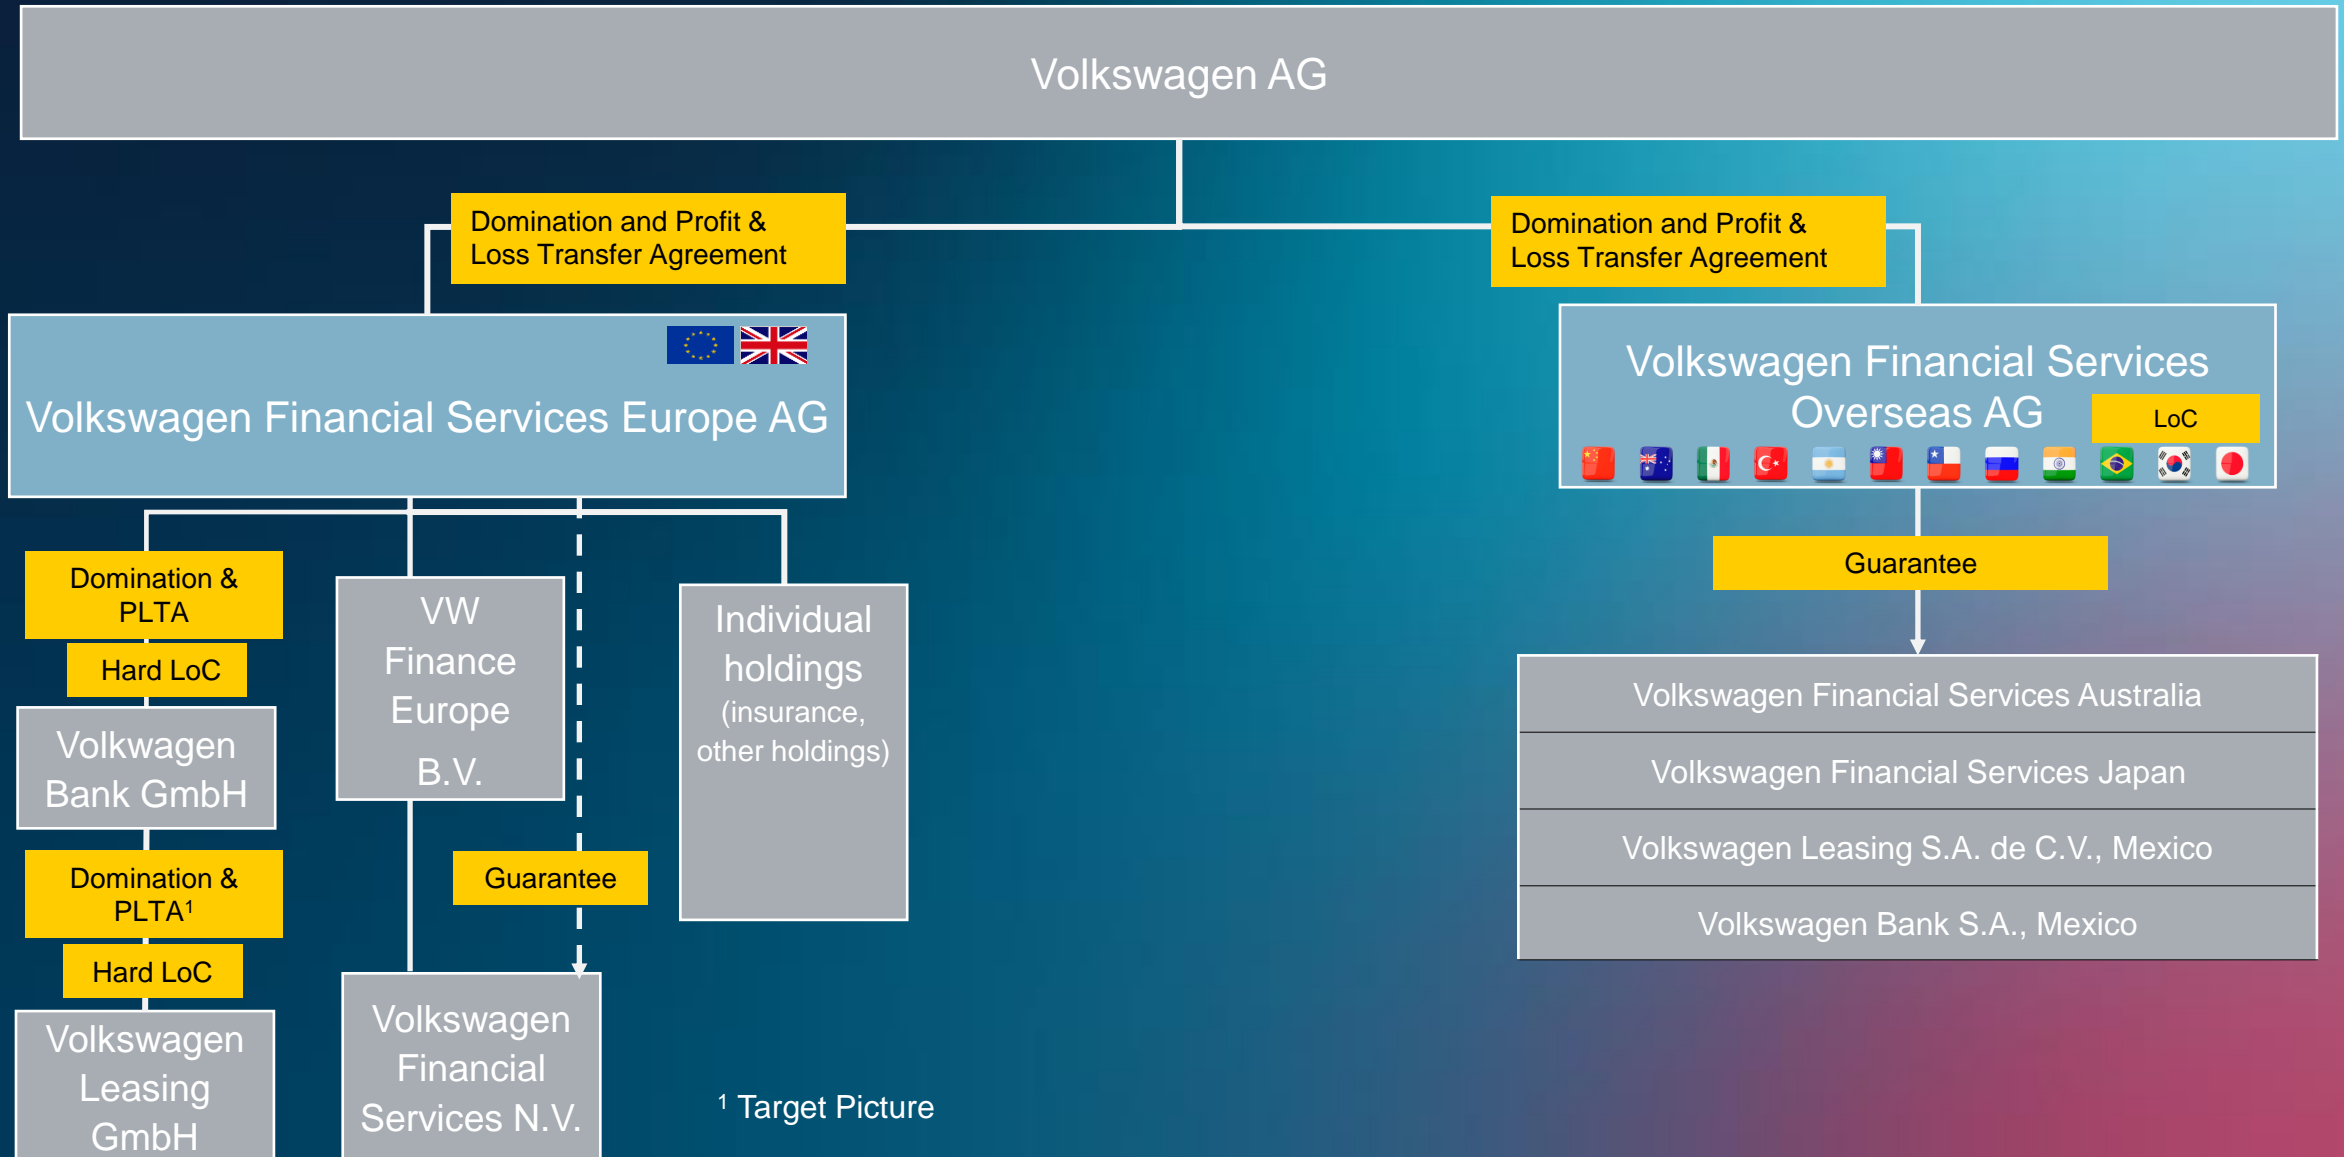 Volkswagen AG
Domination and Profit &
Loss Transfer Agreement
Domination and Profit &
Loss Transfer Agreement
Volkswagen Financial Services Europe AG
Volkswagen Financial Services
Overseas AG
LoC
Domination &
PLTA
Hard LoC
Volkwagen
Bank GmbH
Domination &
PLTA¹
Hard LoC
Volkswagen
Leasing
GmbH
VW
Finance
Europe
B.V.
Guarantee
Volkswagen
Financial
Services N.V.
Individual
holdings
(insurance,
other holdings)
Guarantee
Volkswagen Financial Services Australia
Volkswagen Financial Services Japan
Volkswagen Leasing S.A. de C.V., Mexico
Volkswagen Bank S.A., Mexico
¹ Target Picture